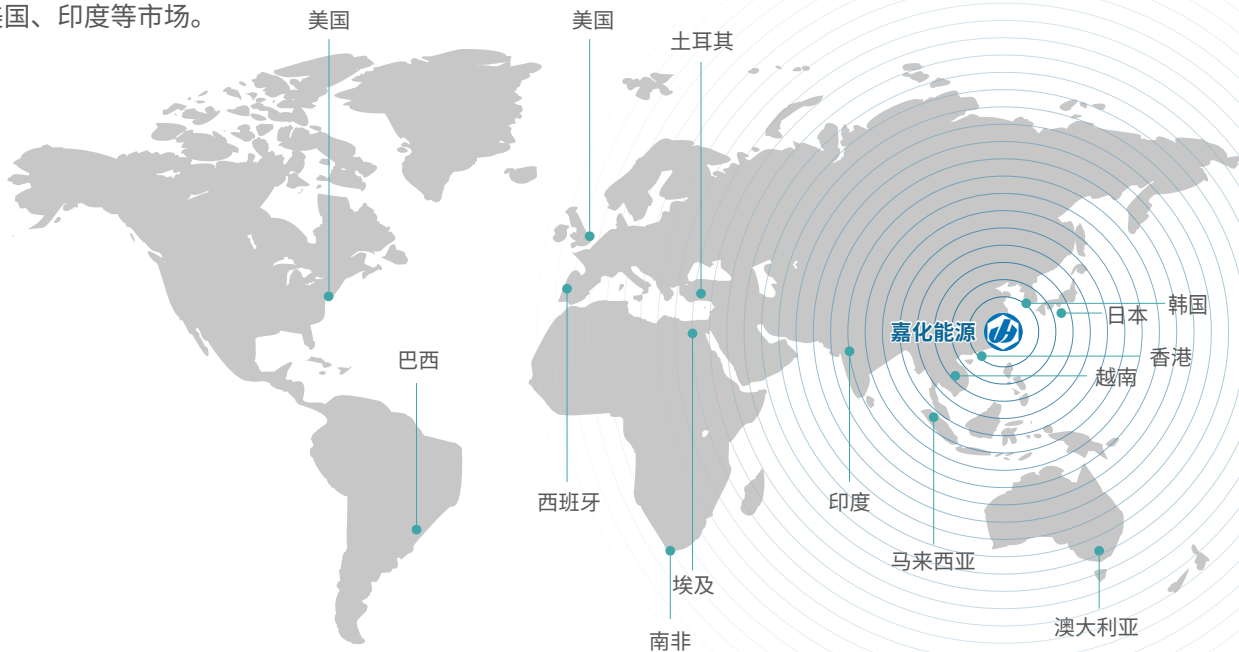 国、印度等市场。
美国
美国
土耳其
韩国
日本
嘉化能源
香港
巴西
越南
西班牙
印度
马来西亚
埃及
澳大利亚
南非